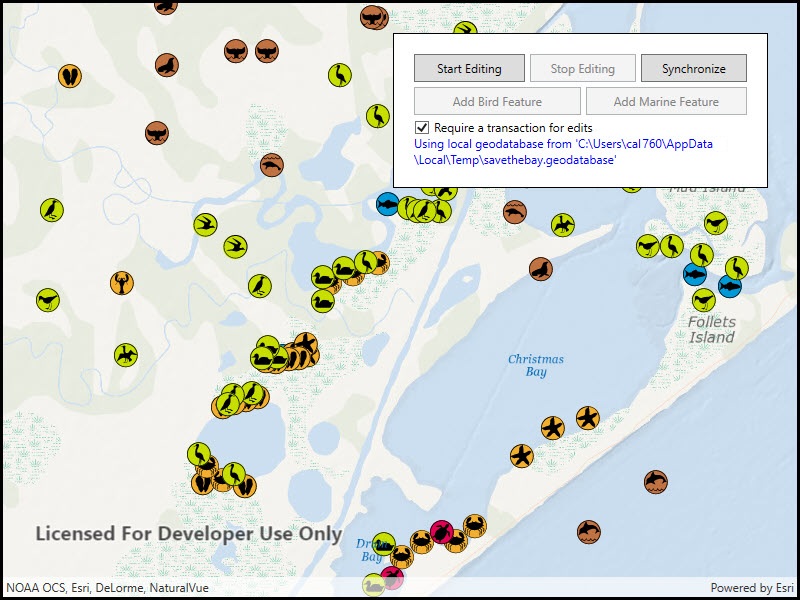 Start Editing
Stop Editing
Synchronize
Add Bird Feature
Add Marine Feature
Require a transaction for edits
Using local geodatabase from 'C:\Users\cal760\AppData
\Local\Temp\savethebay.geodatabase'
Mud Island
Follets
Island
Christmas
Bay
Licensed For Developer Use Only
Bay
NOAA OCS, Esri, DeLorme, NaturalVue
Powered by Esri